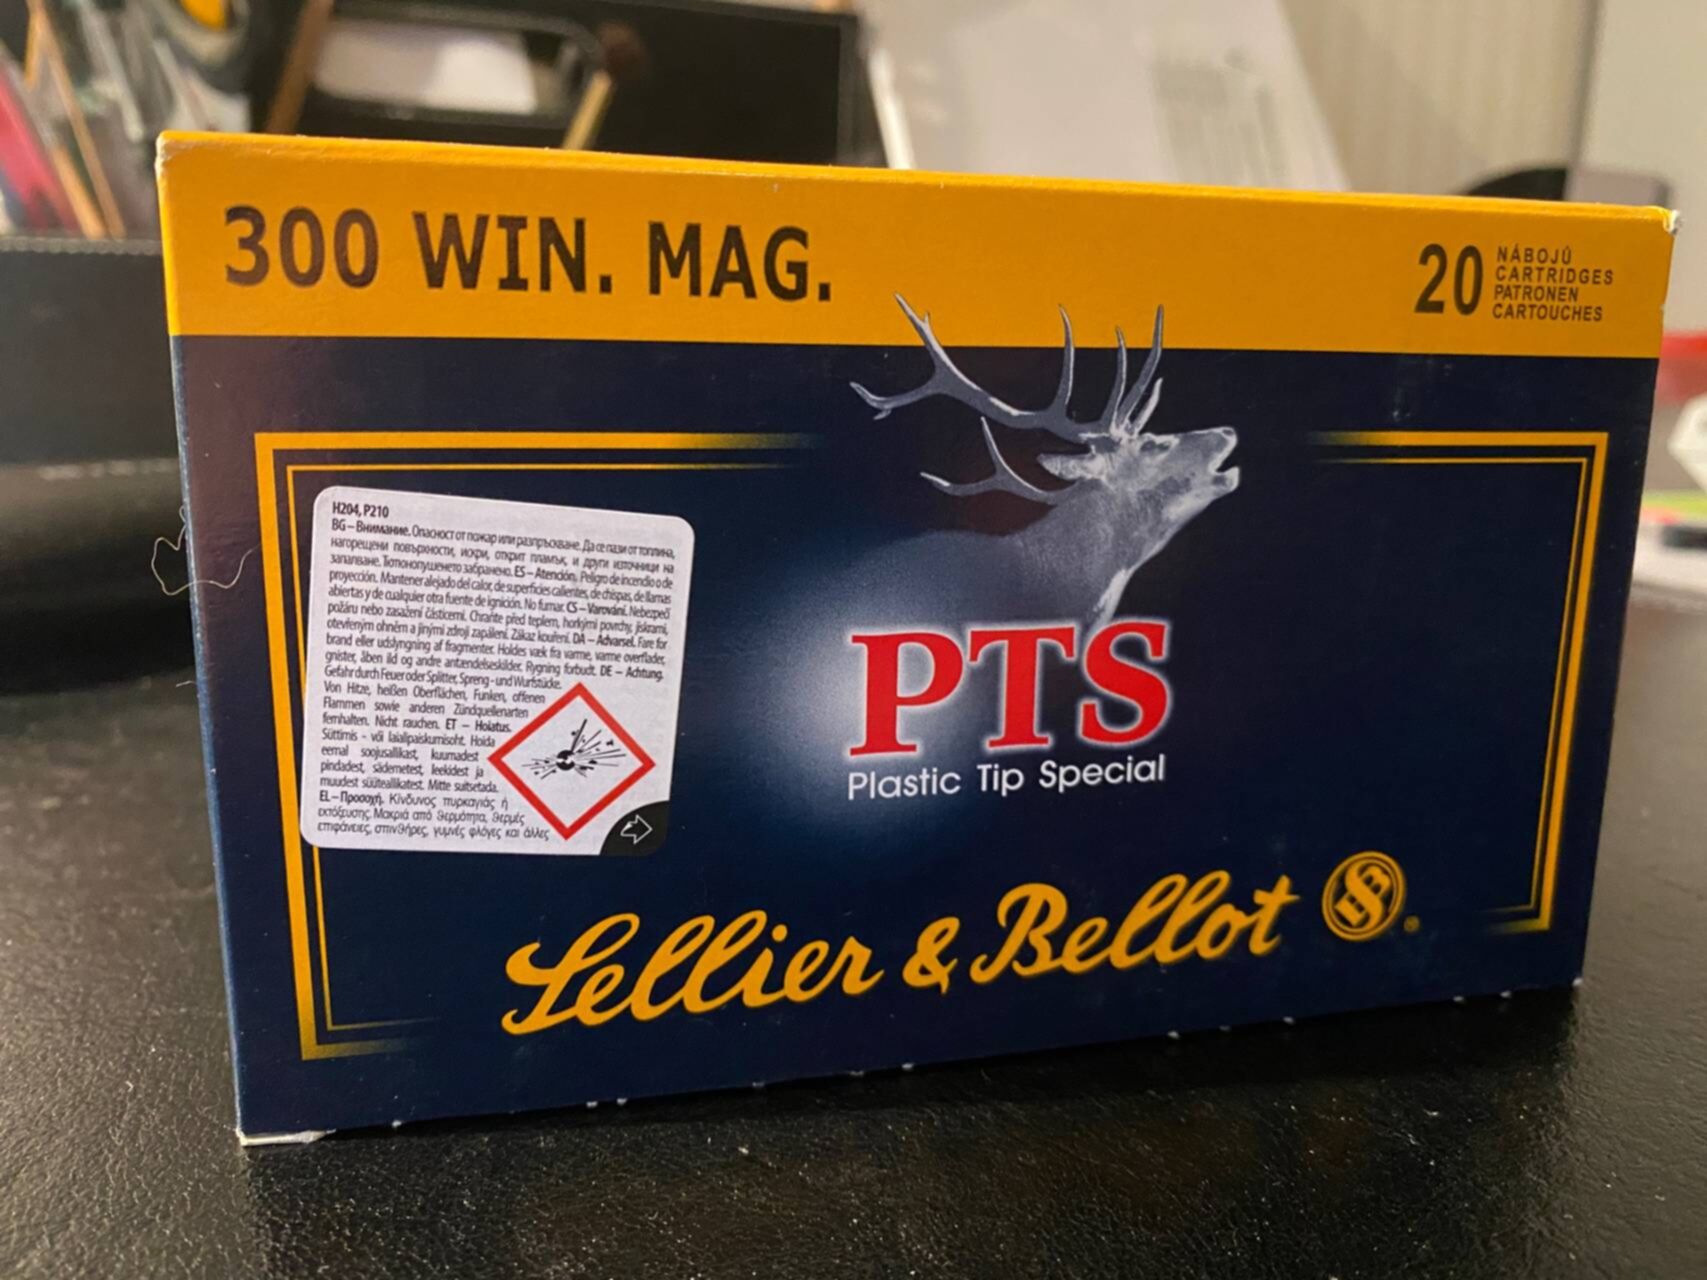 300 WIN. MAG.
20
NÁBOJŮ
CARTRIDGES
PATRONEN
CARTOUCHES
H204, P210
BG – Внимание. Опасност от пожар или разпръскване. Да се пази от топлина,
нагорещени повърхности, искри, открит пламък, и други източници на
запалване. Тютюнопушенето забранено. ES – Atención. Peligro de incendio o de
proyección. Mantener alejado del calor, de superficies calientes, de chispas, de llamas
abiertas y de cualquier otra fuente de ignición. No fumar. CS – Varování. Nebezpečí
požáru nebo zasažení částicemi. Chraňte před teplem, horkými povrchy, jiskrami,
otevřeným ohněm a jinými zdroji zapálení. Zákaz kouření. DA – Advarsel. Fare for
brand eller udslyngning af fragmenter. Holdes væk fra varme, varme overflader,
gnister, åben ild og andre antændelseskilder. Rygning forbudt. DE – Achtung.
Gefahr durch Feuer oder Splitter, Spreng- und Wurfstücke.
Von Hitze, heißen Oberflächen, Funken, offenen
Flammen sowie anderen Zündquellenarten
fernhalten. Nicht rauchen. ET – Hoiatus.
Süttimis - või laialipaiskumisoht. Hoida
eemal soojusallikast, kuumadest
pindadest, sädemetest, leekidest ja
muudest süüteallikatest. Mitte suitsetada.
EL – Προσοχή. Κίνδυνος πυρκαγιάς ή
εκτόξευσης. Μακριά από θερμότητα, θερμές
επιφάνειες, σπινθήρες, γυμνές φλόγες και άλλες
PTS
Plastic Tip Special
Sellier & Bellot